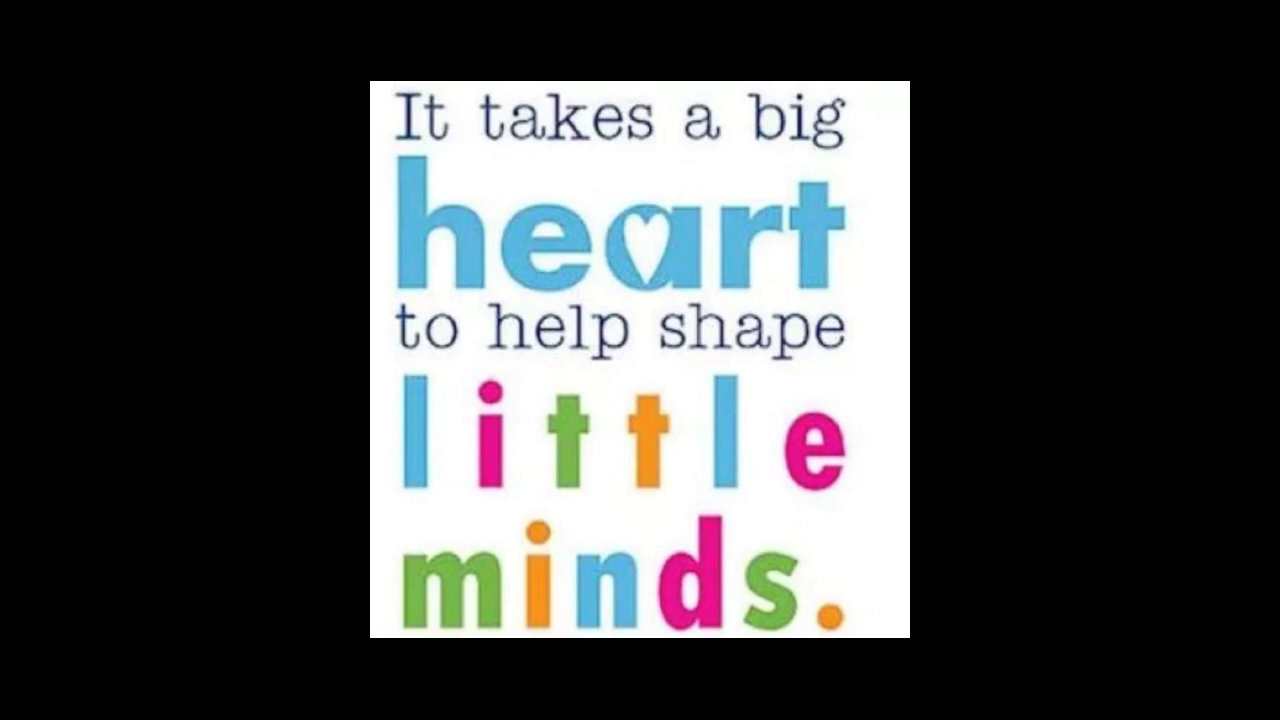 It takes a big
heart
to help shape
little
minds.